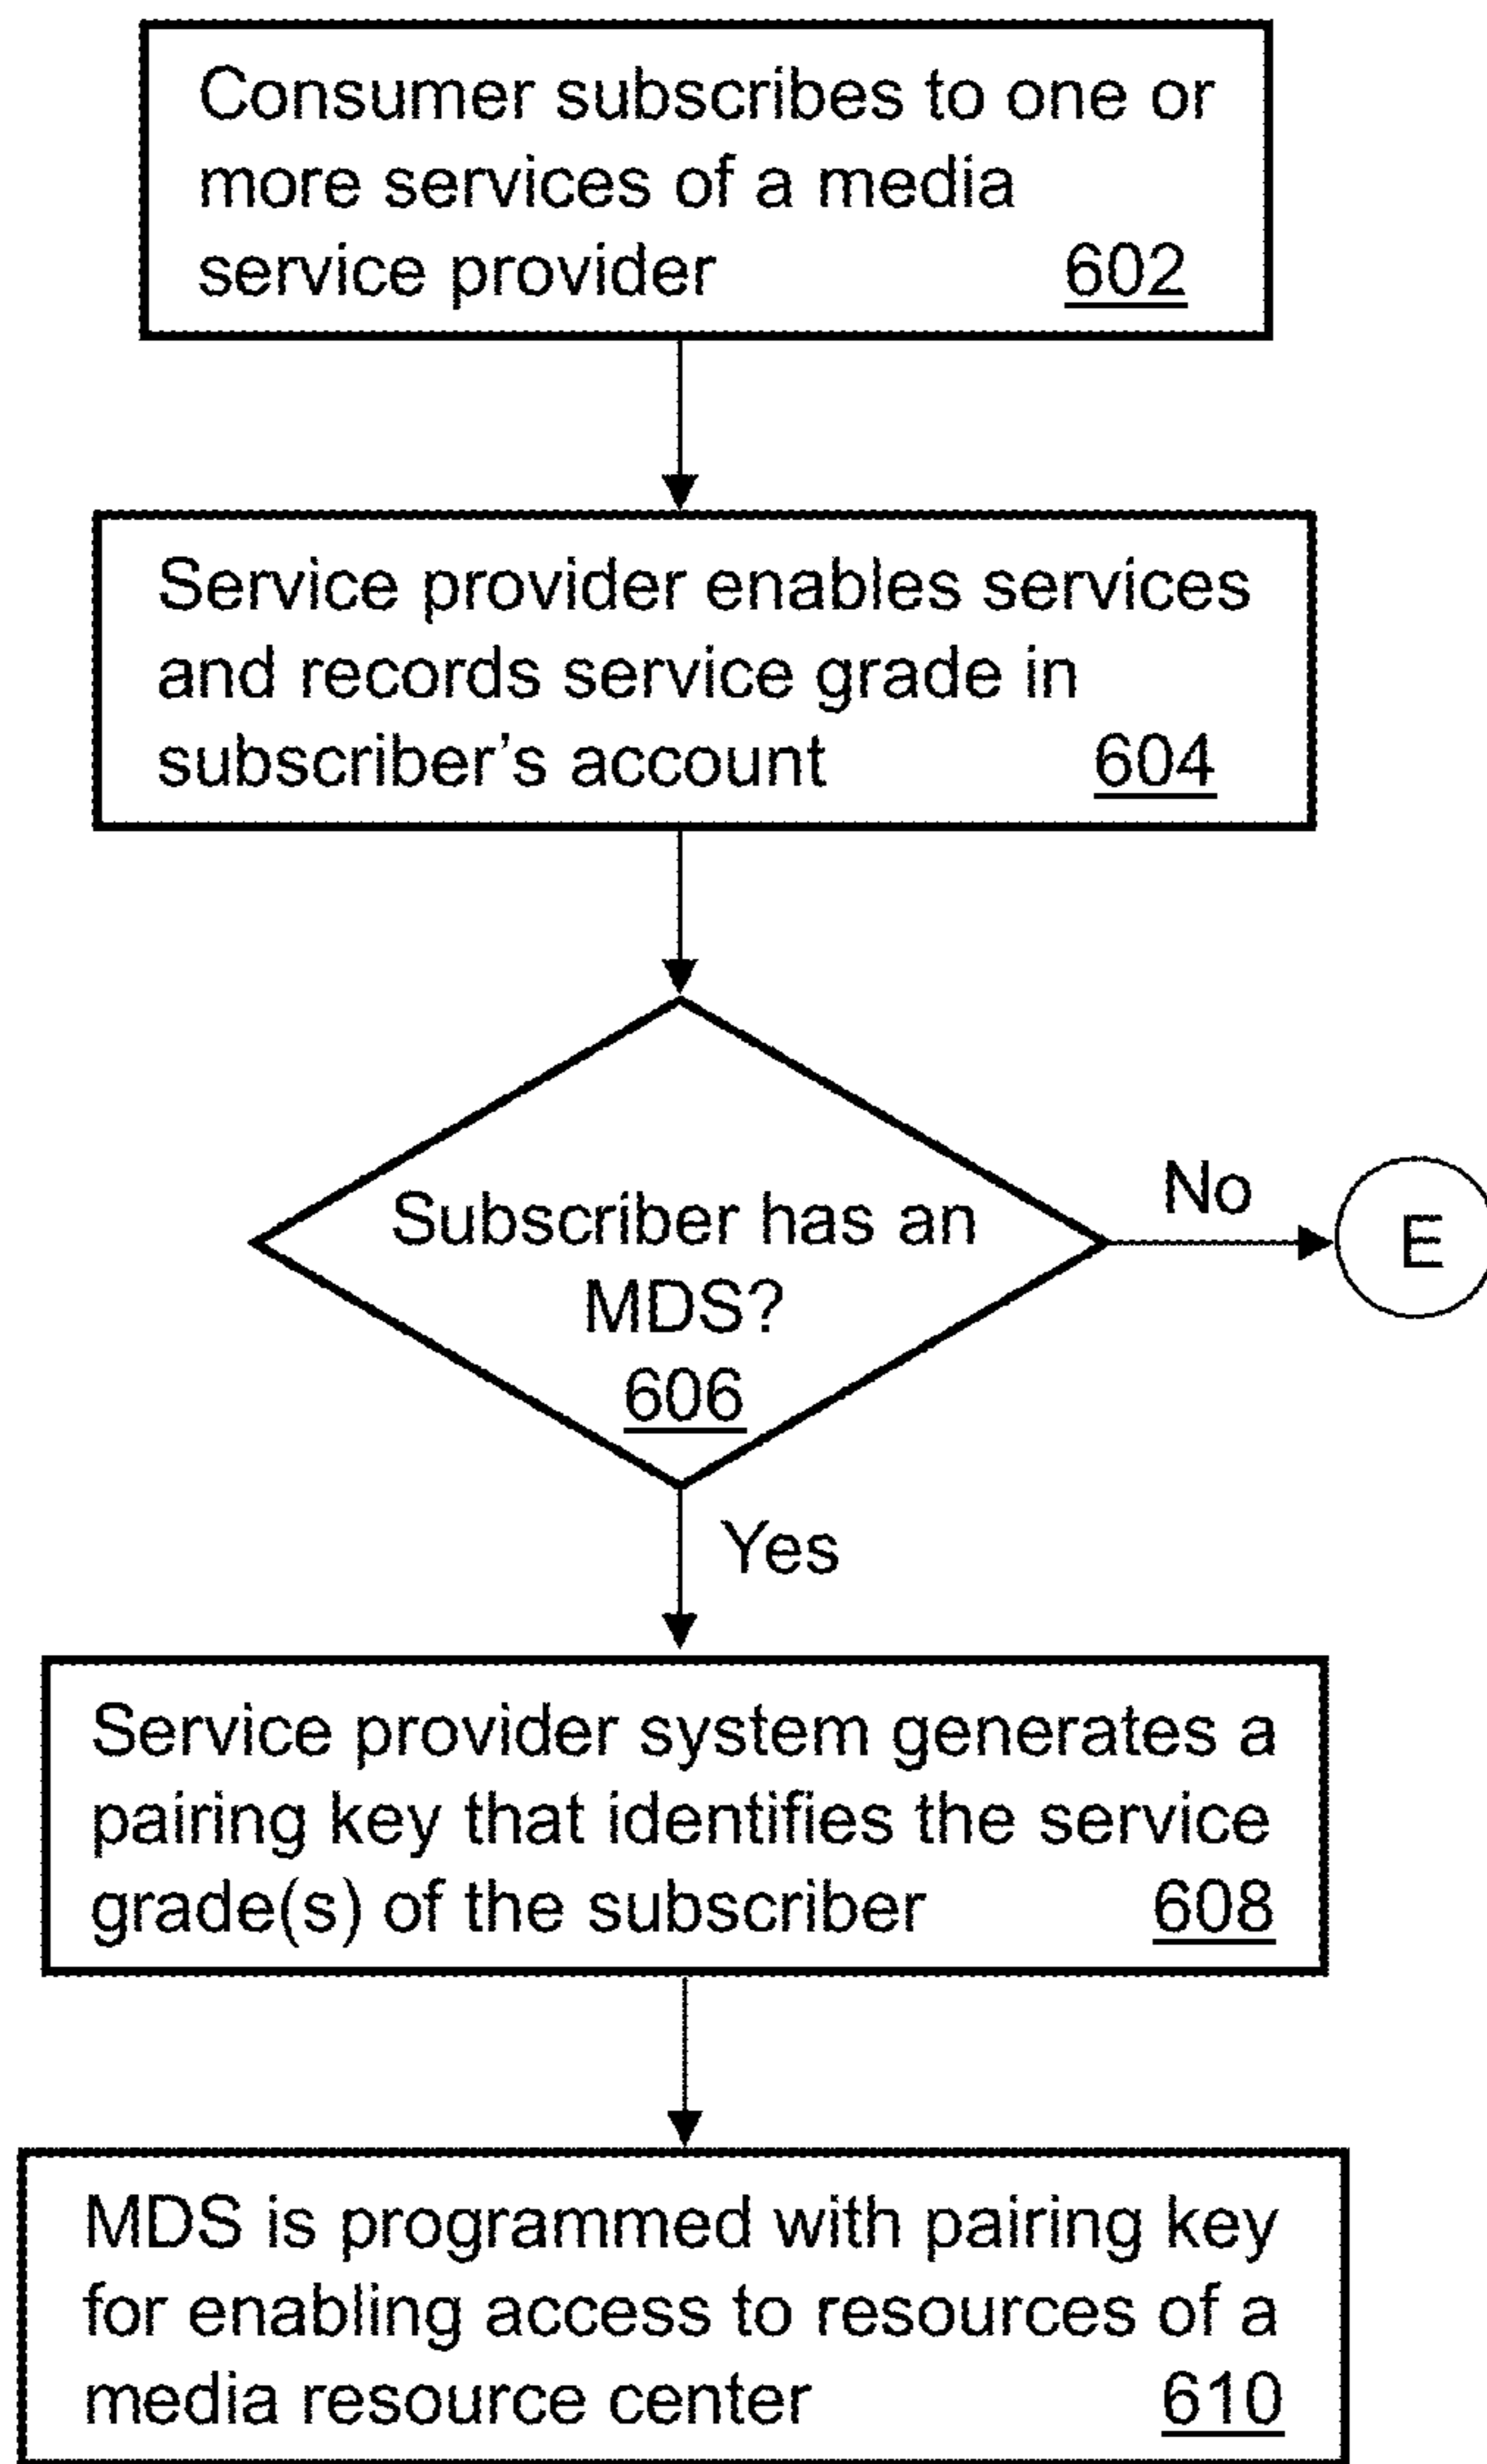 Consumer subscribes to one or
more services of a media
service provider 602
Service provider enables services
and records service grade in
subscriber's account 604
Subscriber has an
MDS?
606
No
E
Yes
Service provider system generates a
pairing key that identifies the service
grade(s) of the subscriber 608
MDS is programmed with pairing key
for enabling access to resources of a
media resource center 610